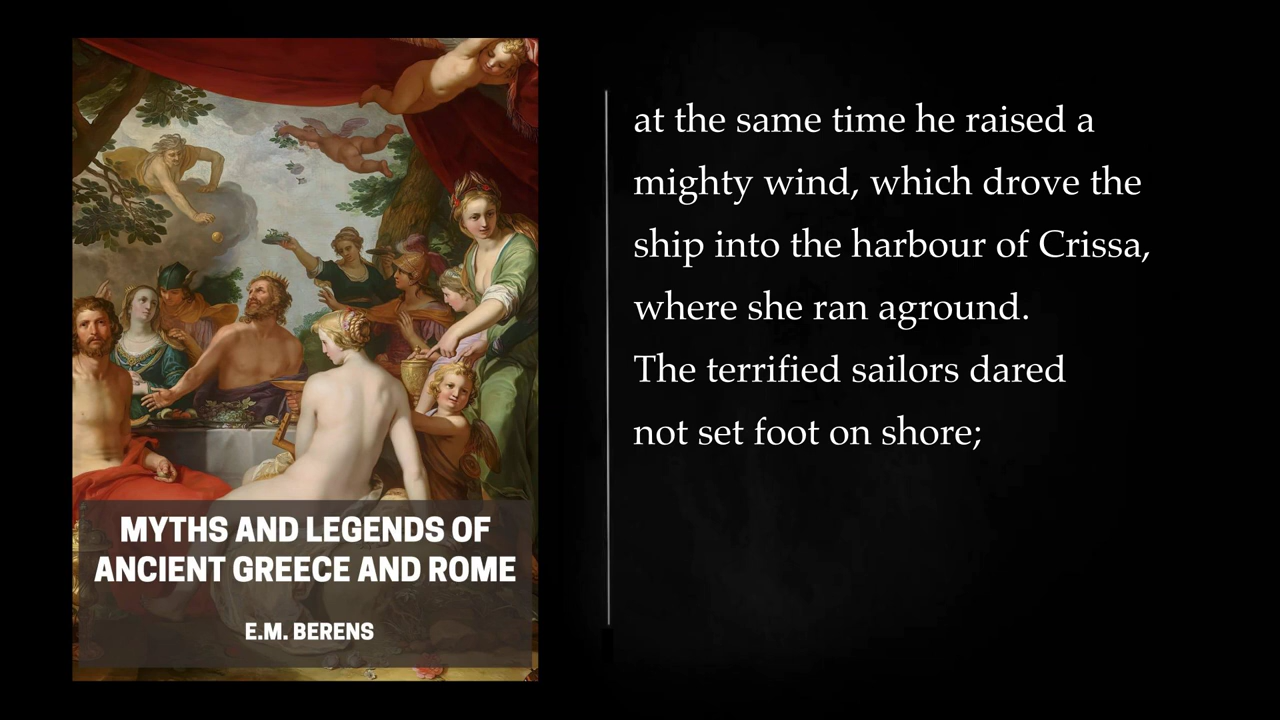 MYTHS AND LEGENDS OF
ANCIENT GREECE AND ROME
E.M. BERENS
at the same time he raised a
mighty wind, which drove the
ship into the harbour of Crissa,
where she ran aground.
The terrified sailors dared
not set foot on shore;